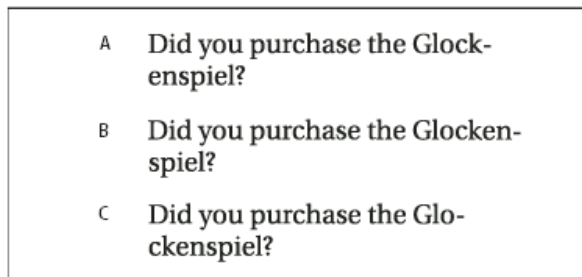 A Did you purchase the Glock-
enspiel?
B Did you purchase the Glocken-
spiel?
C Did you purchase the Glo-
ckenspiel?